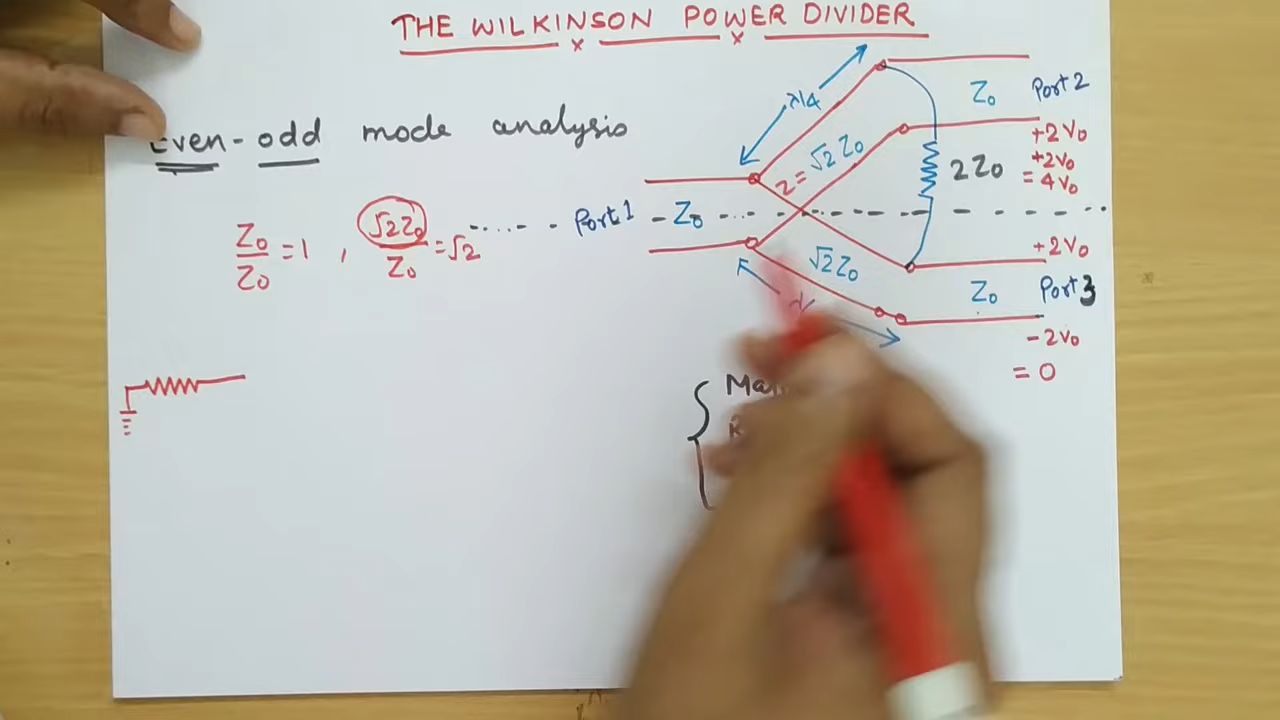 THE WILKINSON POWER DIVIDER
x x
Even-odd mode analysis
Z₀/Z₀ = 1 , √2Z₀/Z₀ = √2
λ/4
Z₀ Port 2
Z = √2 Z₀
+2V₀
+2V₀
= 4V₀
2Z₀
Port 1 Z₀
√2 Z₀
+2V₀
Z₀ Port 3
-2V₀
= 0